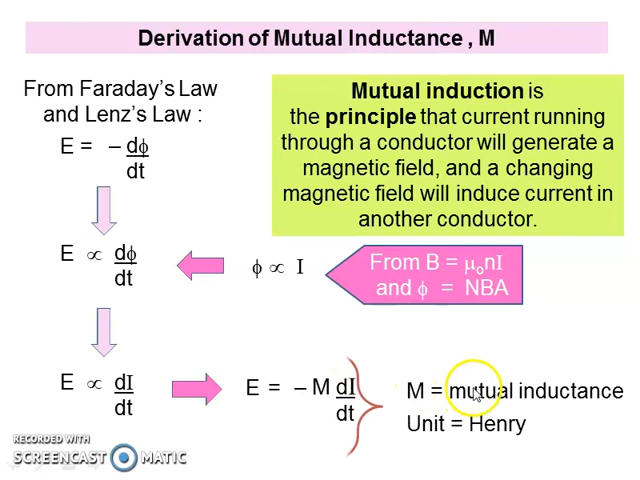 Derivation of Mutual Inductance , M
From Faraday's Law
and Lenz's Law :
E = – dϕ
dt
Mutual induction is
the principle that current running
through a conductor will generate a
magnetic field, and a changing
magnetic field will induce current in
another conductor.
E ∝ dϕ
dt
ϕ ∝ I
From B = μₒnI
and ϕ = NBA
E ∝ dI
dt
E = – M dI
dt
M = mutual inductance
Unit = Henry
RECORDED WITH
SCREENCAST MATIC